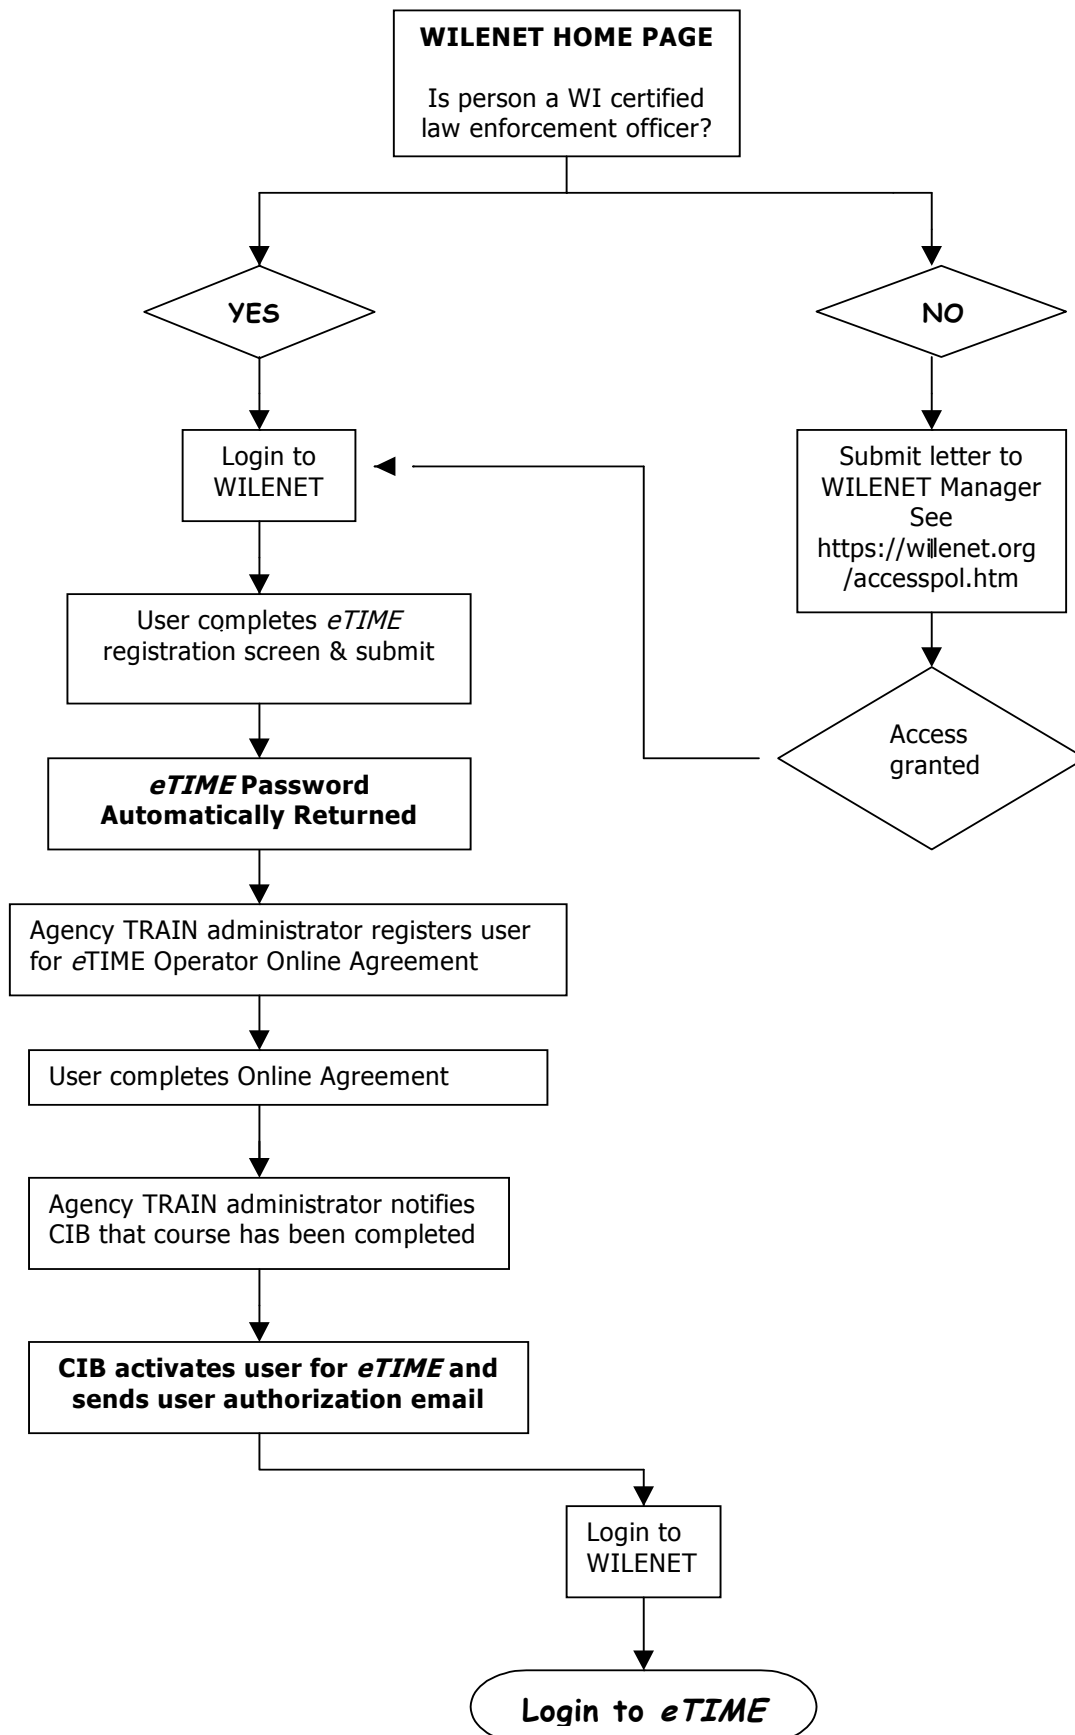 WILENET HOME PAGE
Is person a WI certified
law enforcement officer?
YES
NO
Login to
WILENET
Submit letter to
WILENET Manager
See
https://wilenet.org
/accesspol.htm
User completes eTIME
registration screen & submit
Access
granted
eTIME Password
Automatically Returned
Agency TRAIN administrator registers user
for eTIME Operator Online Agreement
User completes Online Agreement
Agency TRAIN administrator notifies
CIB that course has been completed
CIB activates user for eTIME and
sends user authorization email
Login to
WILENET
Login to eTIME